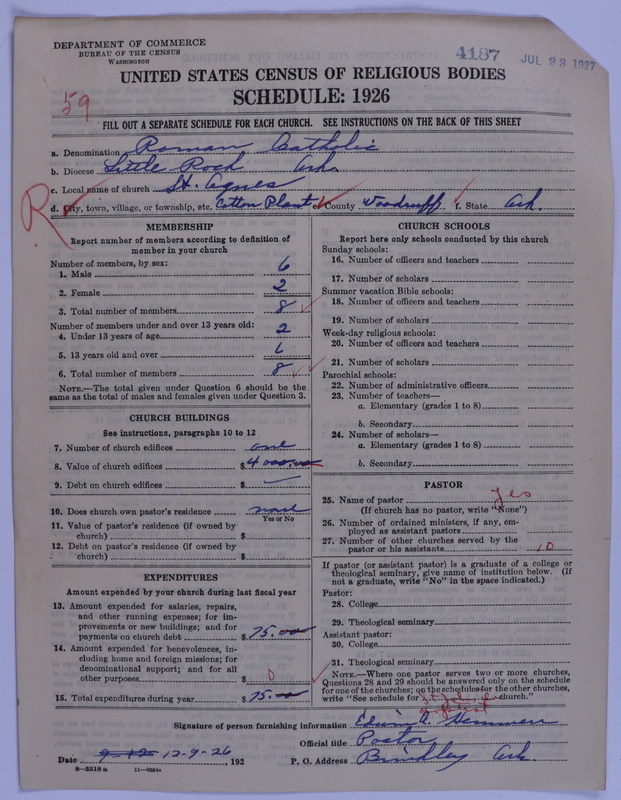 DEPARTMENT OF COMMERCE
BUREAU OF THE CENSUS
WASHINGTON
4187
JUL 23 1927
UNITED STATES CENSUS OF RELIGIOUS BODIES
SCHEDULE: 1926
59
FILL OUT A SEPARATE SCHEDULE FOR EACH CHURCH. SEE INSTRUCTIONS ON THE BACK OF THIS SHEET
a. Denomination Roman Catholic
b. Diocese Little Rock Ark.
c. Local name of church St. Agnes
R
d. City, town, village, or township, etc. Cotton Plant e. County Woodruff f. State Ark.
MEMBERSHIP
Report number of members according to definition of
member in your church
Number of members, by sex:
1. Male 6
2. Female 2
3. Total number of members 8
Number of members under and over 13 years old:
4. Under 13 years of age 2
5. 13 years old and over 6
6. Total number of members 8
NOTE.—The total given under Question 6 should be the
same as the total of males and females given under Question 3.
CHURCH BUILDINGS
See instructions, paragraphs 10 to 12
7. Number of church edifices one
8. Value of church edifices $4000.00
9. Debt on church edifices $ —
10. Does church own pastor's residence none
Yes or No
11. Value of pastor's residence (if owned by
church) $
12. Debt on pastor's residence (if owned by
church) $
EXPENDITURES
Amount expended by your church during last fiscal year
13. Amount expended for salaries, repairs,
and other running expenses; for im-
provements or new buildings; and for
payments on church debt $75.00
14. Amount expended for benevolences, in-
cluding home and foreign missions; for
denominational support; and for all
other purposes $ 0
15. Total expenditures during year $75.00
CHURCH SCHOOLS
Report here only schools conducted by this church
Sunday schools:
16. Number of officers and teachers
17. Number of scholars
Summer vacation Bible schools:
18. Number of officers and teachers
19. Number of scholars
Week-day religious schools:
20. Number of officers and teachers
21. Number of scholars
Parochial schools:
22. Number of administrative officers
23. Number of teachers—
a. Elementary (grades 1 to 8)
b. Secondary
24. Number of scholars—
a. Elementary (grades 1 to 8)
b. Secondary
PASTOR
25. Name of pastor Yes
(If church has no pastor, write "None")
26. Number of ordained ministers, if any, em-
ployed as assistant pastors
27. Number of other churches served by the
pastor or his assistants 10
If pastor (or assistant pastor) is a graduate of a college or
theological seminary, give name of institution below. (If
not a graduate, write "No" in the space indicated.)
Pastor:
28. College
29. Theological seminary
Assistant pastor:
30. College
31. Theological seminary
NOTE.—Where one pastor serves two or more churches,
Questions 28 and 29 should be answered only on the schedule
for one of the churches; on the schedules for the other churches,
write "See schedule for St. John the church."
Baptist
Signature of person furnishing information Edwin A. Hemmen
Official title Pastor
Date 12-9-26, 192 P. O. Address Brinkley Ark.
8—5518 a 11—9554